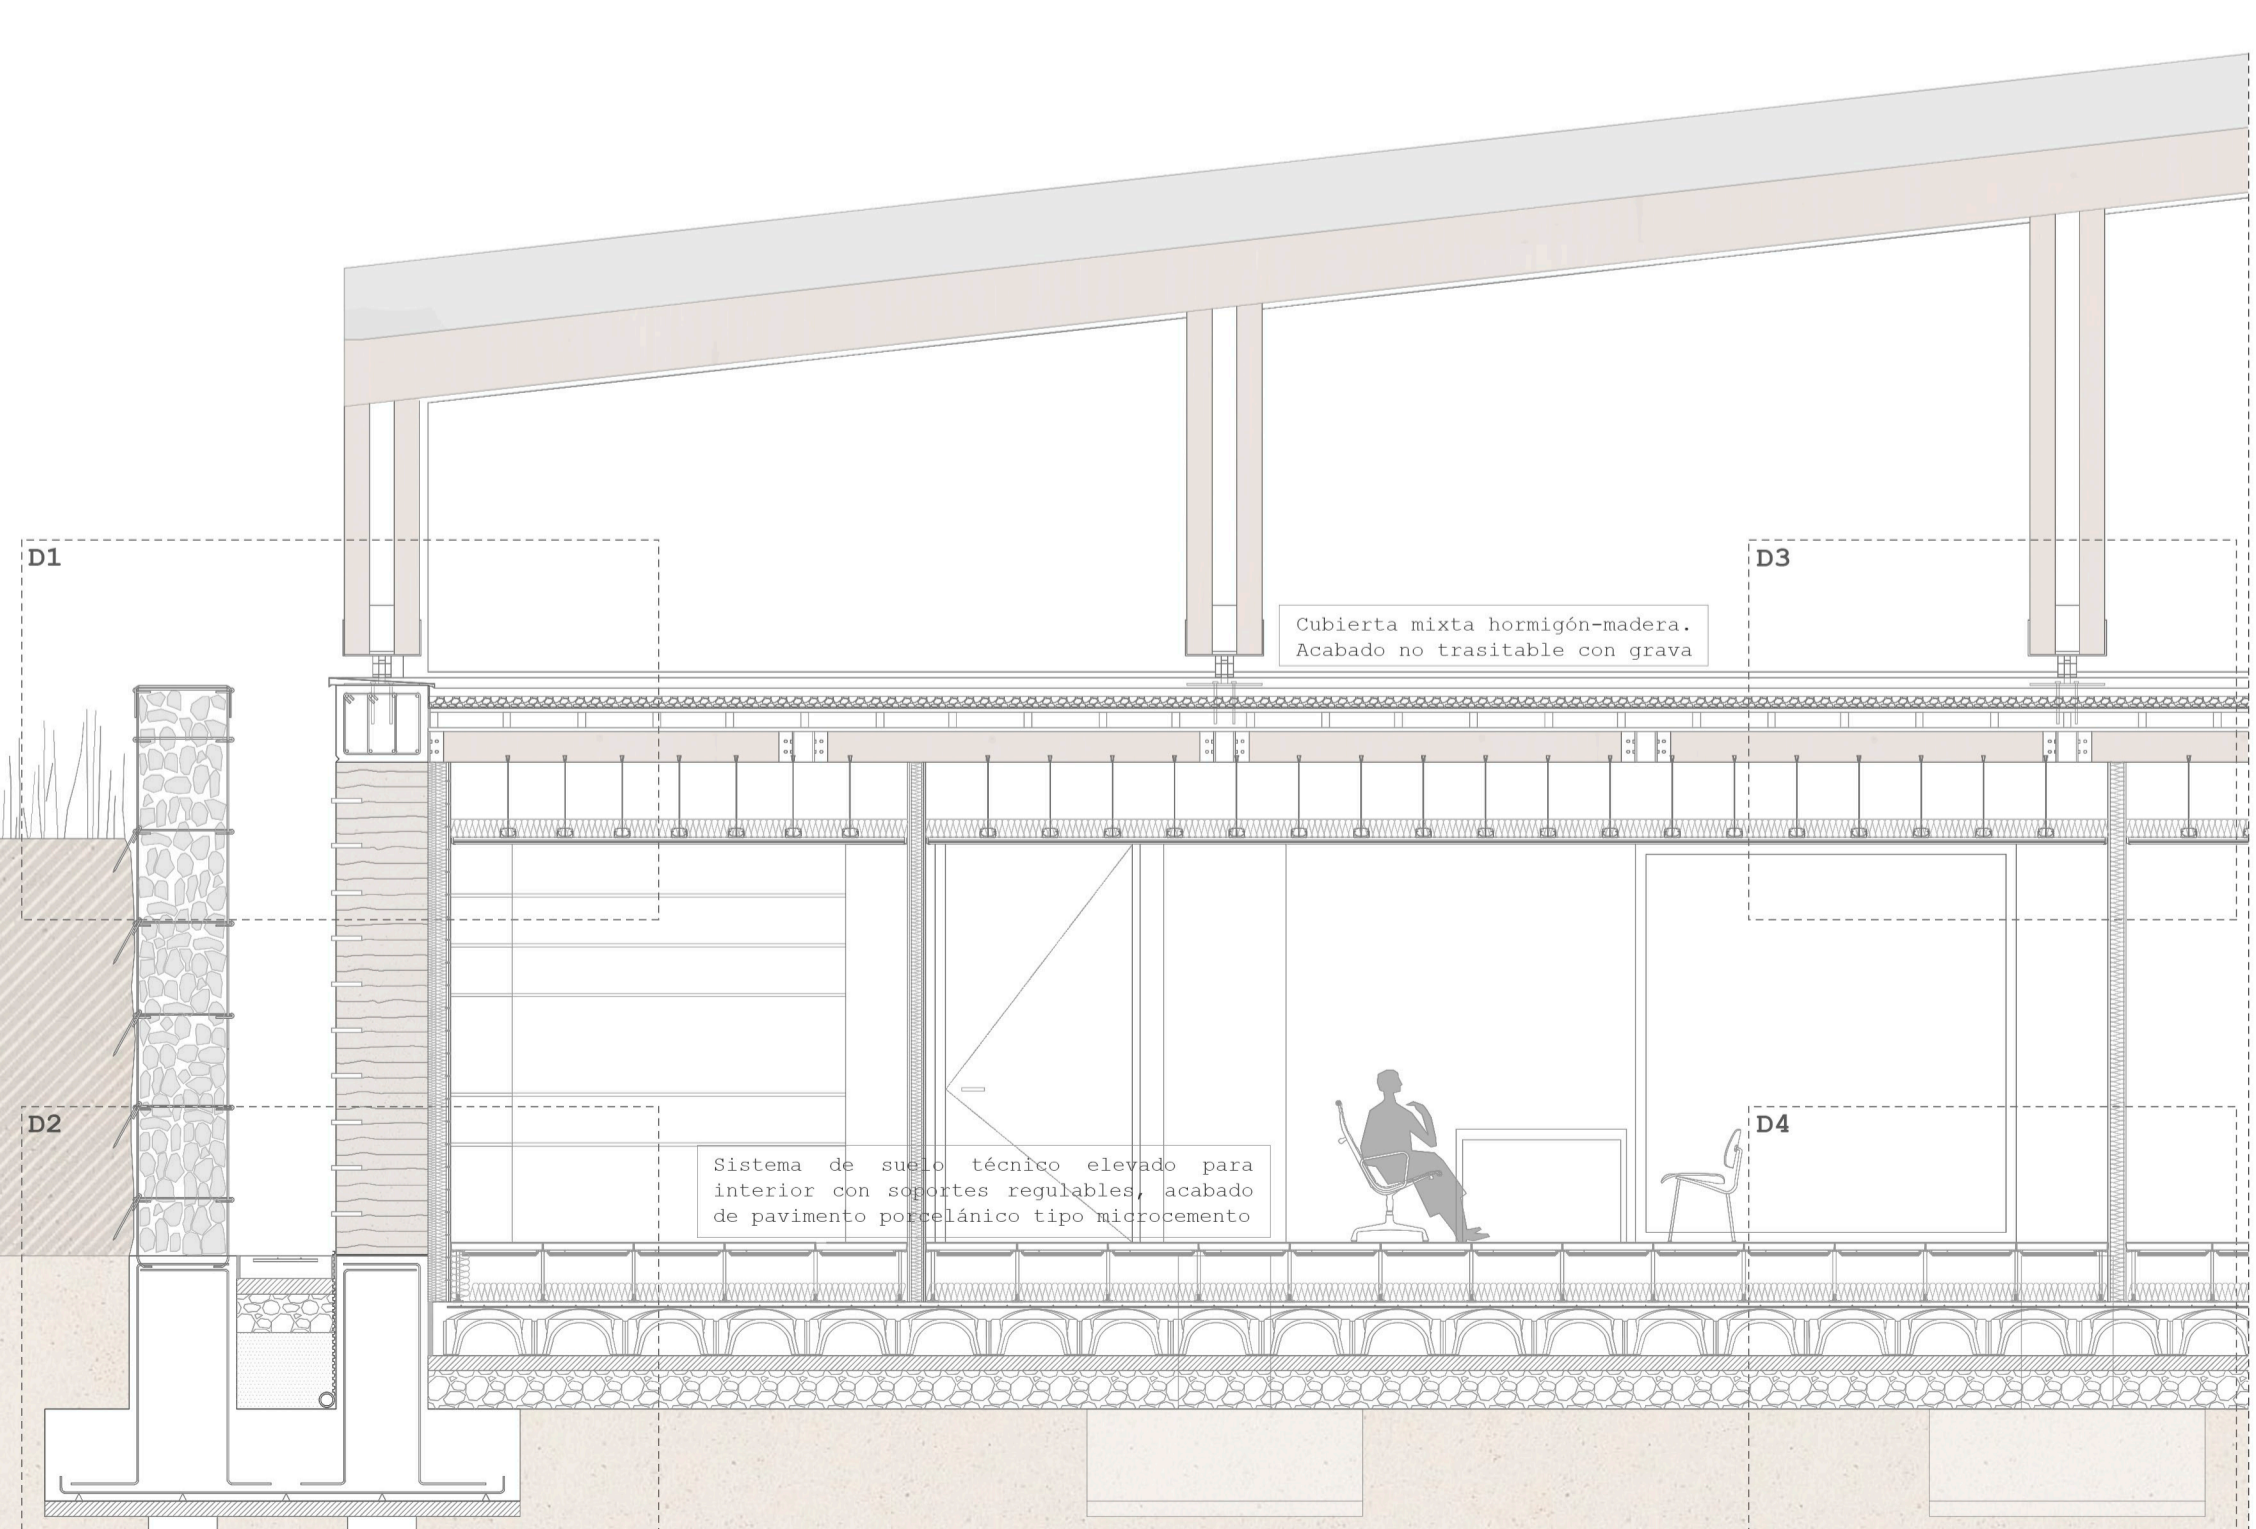 D1
D3
Cubierta mixta hormigón-madera.
Acabado no trasitable con grava
D2
D4
Sistema de suelo técnico elevado para
interior con soportes regulables, acabado
de pavimento porcelánico tipo microcemento